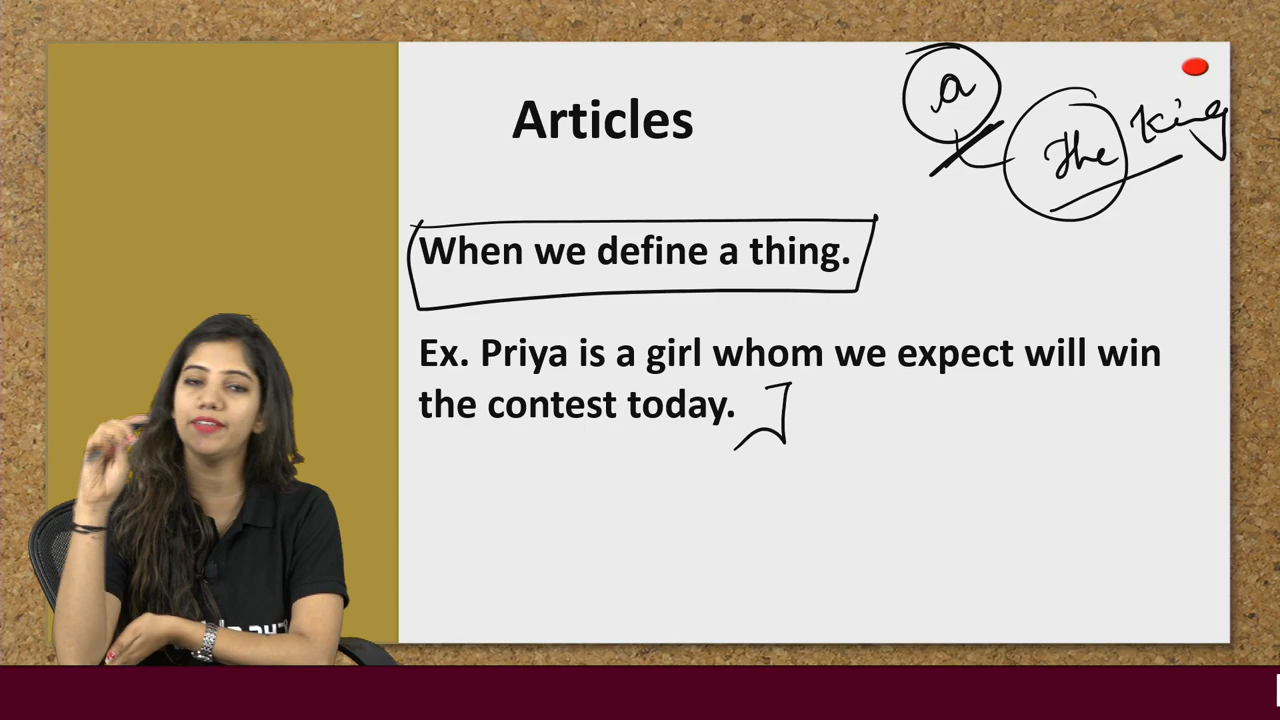 a
Articles
The King
When we define a thing.
Ex. Priya is a girl whom we expect will win
the contest today.